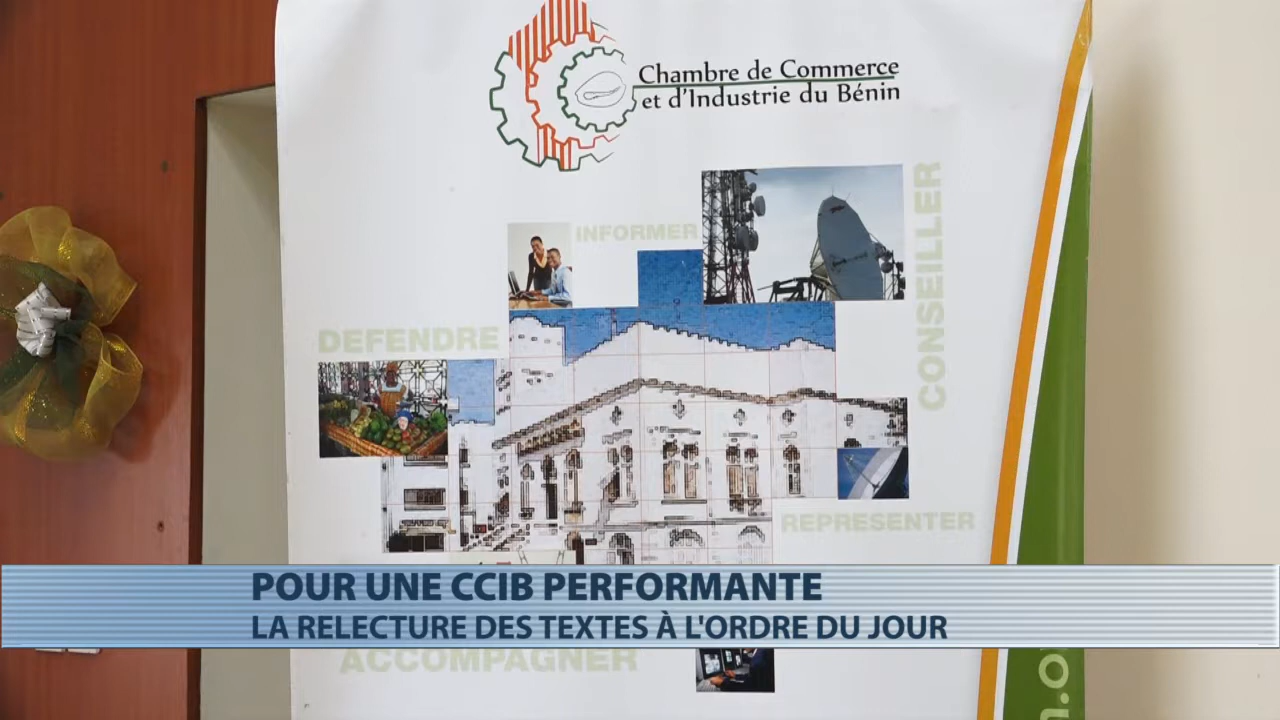 Chambre de Commerce
et d'Industrie du Bénin
INFORMER
CONSEILLER
DEFENDRE
REPRESENTER
POUR UNE CCIB PERFORMANTE
LA RELECTURE DES TEXTES À L'ORDRE DU JOUR
ACCOMPAGNER